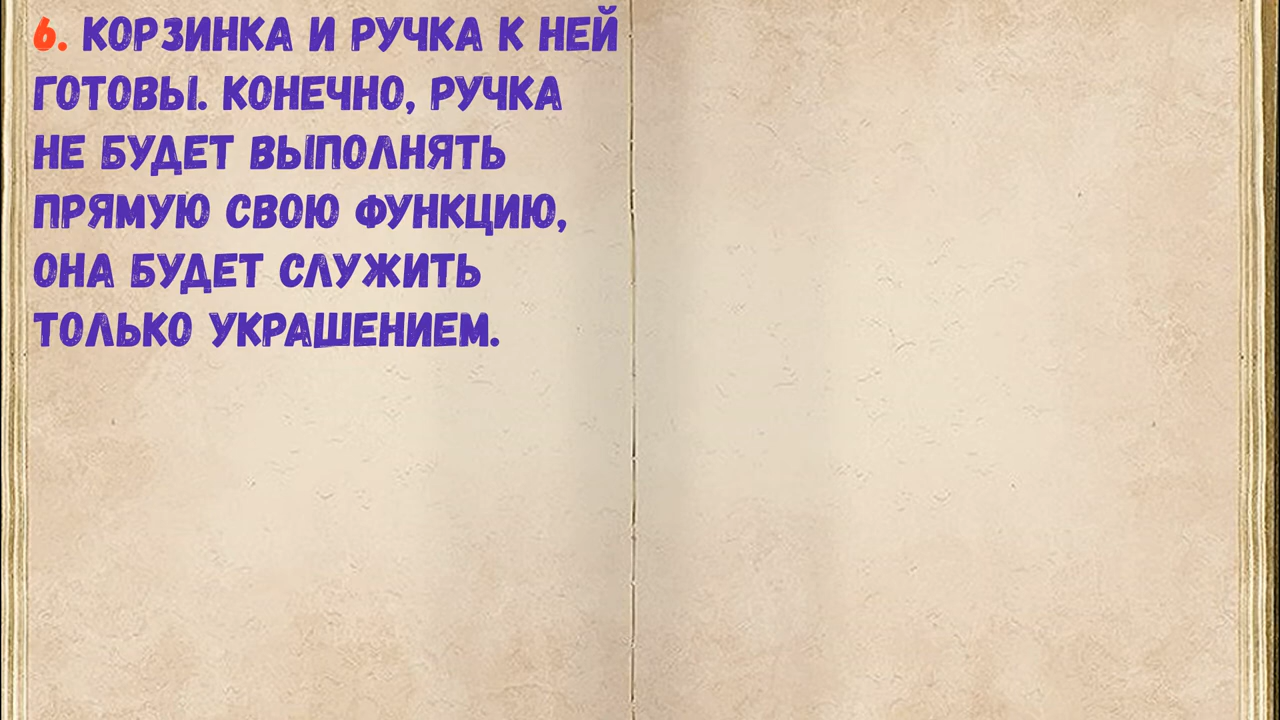 6. КОРЗИНКА И РУЧКА К НЕЙ
ГОТОВЫ. КОНЕЧНО, РУЧКА
НЕ БУДЕТ ВЫПОЛНЯТЬ
ПРЯМУЮ СВОЮ ФУНКЦИЮ,
ОНА БУДЕТ СЛУЖИТЬ
ТОЛЬКО УКРАШЕНИЕМ.